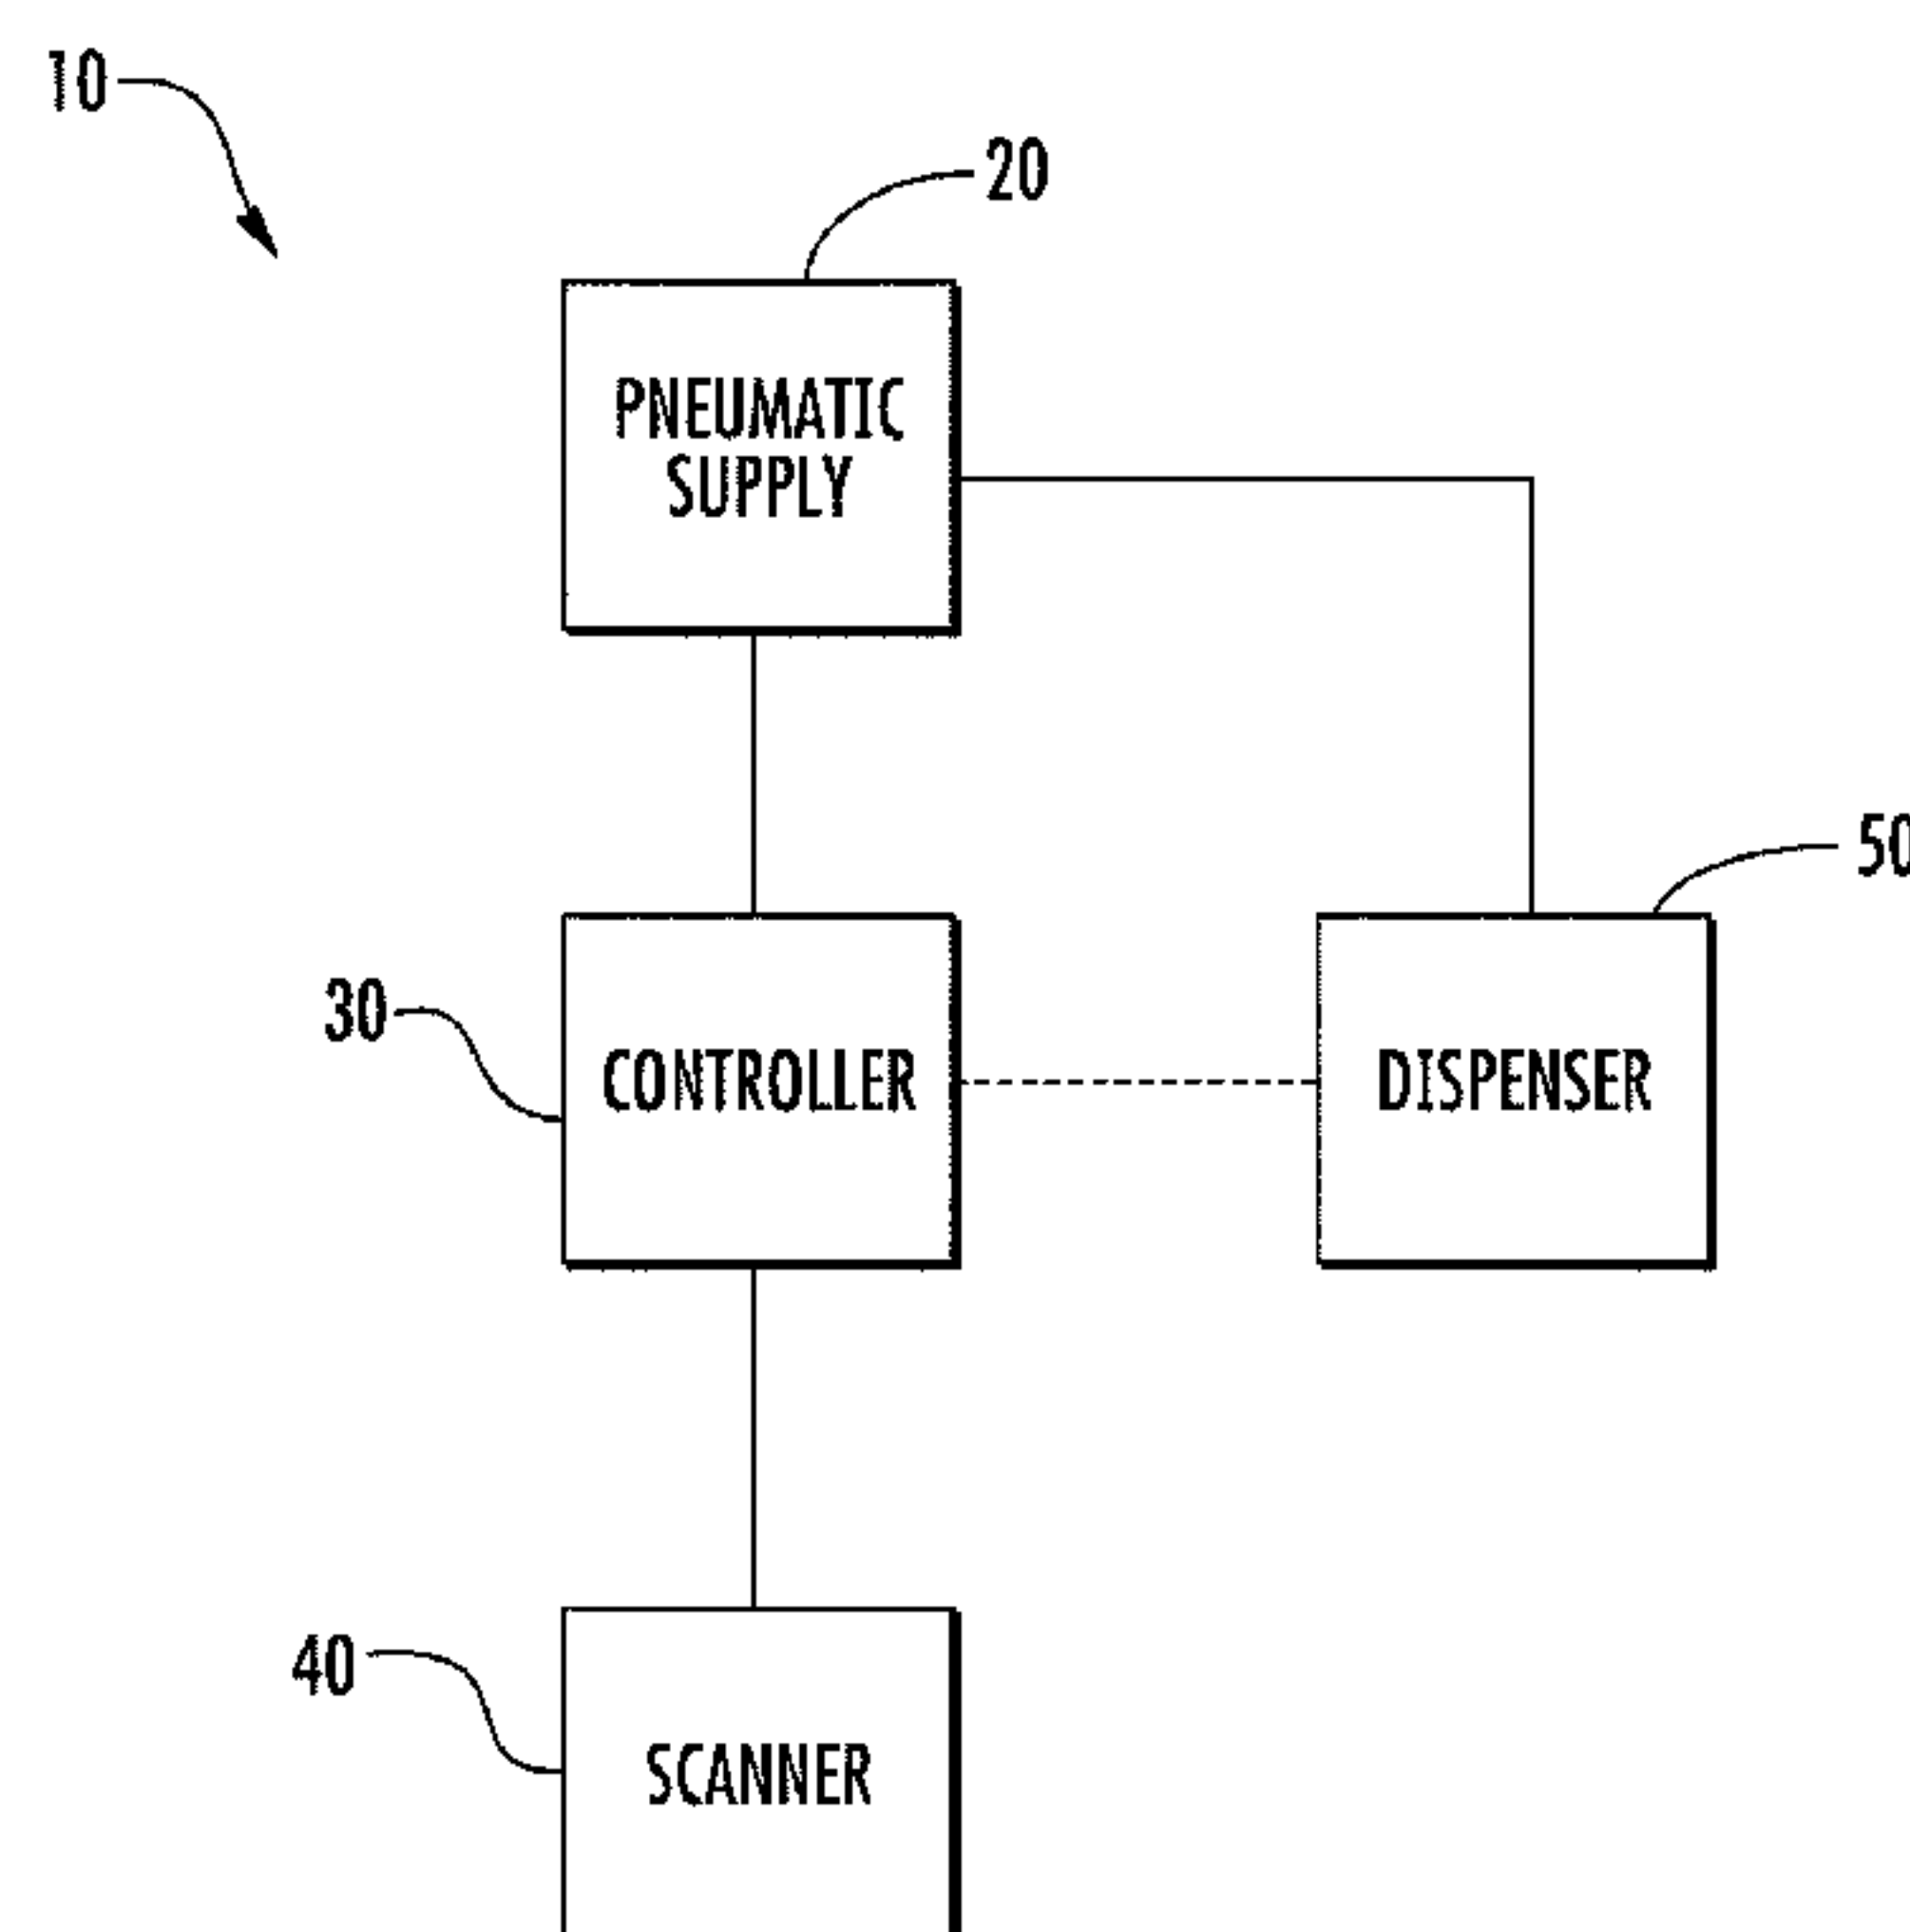 10
20
PNEUMATIC
SUPPLY
50
30
CONTROLLER
DISPENSER
40
SCANNER